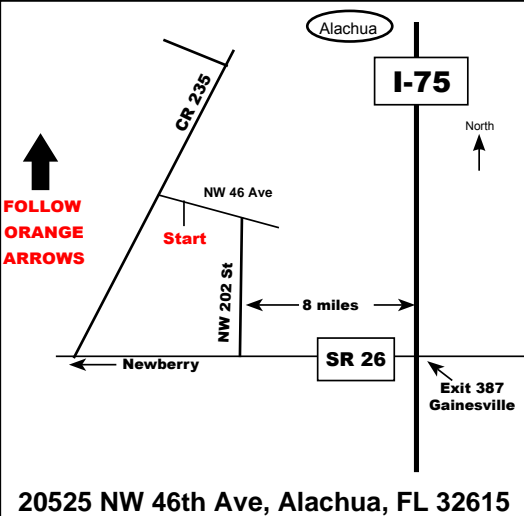 Alachua
I-75
CR 235
North
FOLLOW
ORANGE
ARROWS
NW 46 Ave
Start
NW 202 St
8 miles
Newberry
SR 26
Exit 387
Gainesville
20525 NW 46th Ave, Alachua, FL 32615